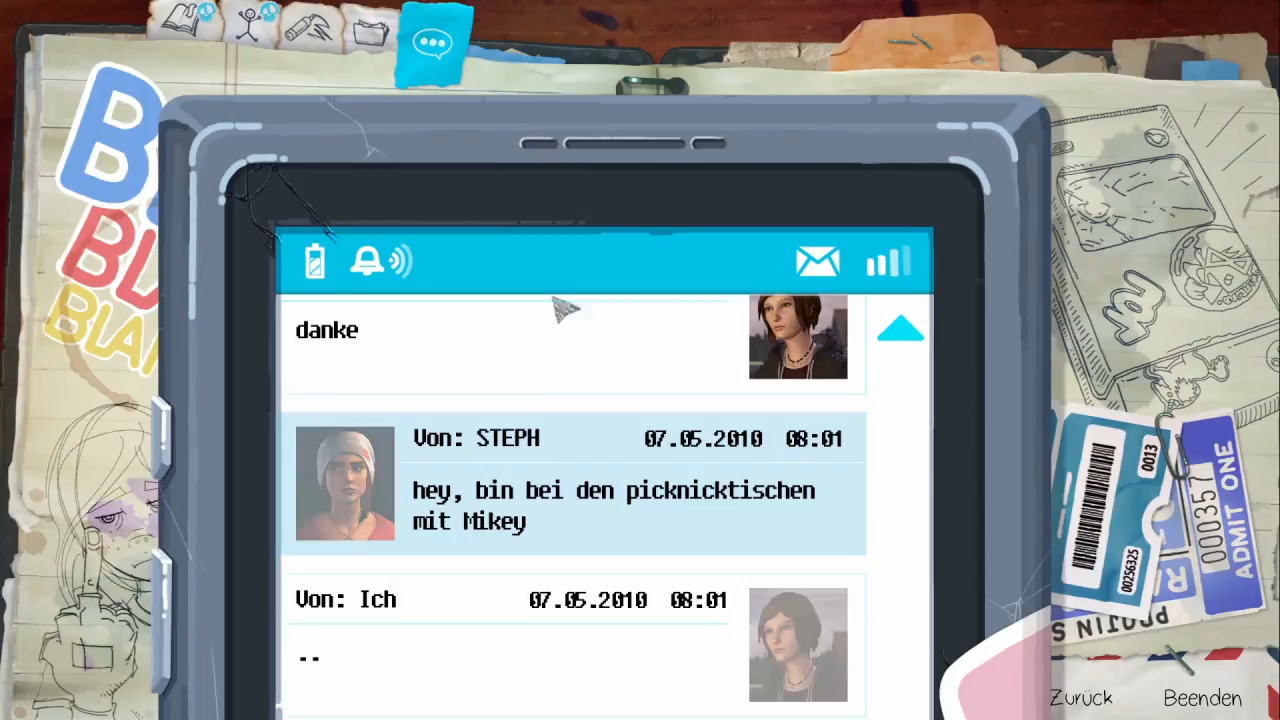 danke
Von: STEPH 07.05.2010 08:01
hey, bin bei den picknicktischen
mit Mikey
Von: Ich 07.05.2010 08:01
--
0013
00256325
000357
ADMIT ONE
Zurück Beenden